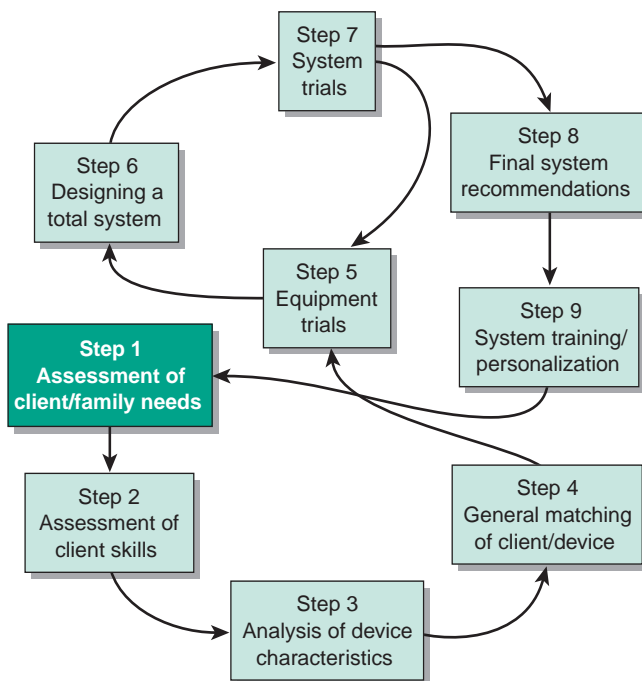 Step 7
System
trials
Step 8
Final system
recommendations
Step 6
Designing a
total system
Step 5
Equipment
trials
Step 9
System training/
personalization
Step 1
Assessment of
client/family needs
Step 2
Assessment of
client skills
Step 4
General matching
of client/device
Step 3
Analysis of device
characteristics